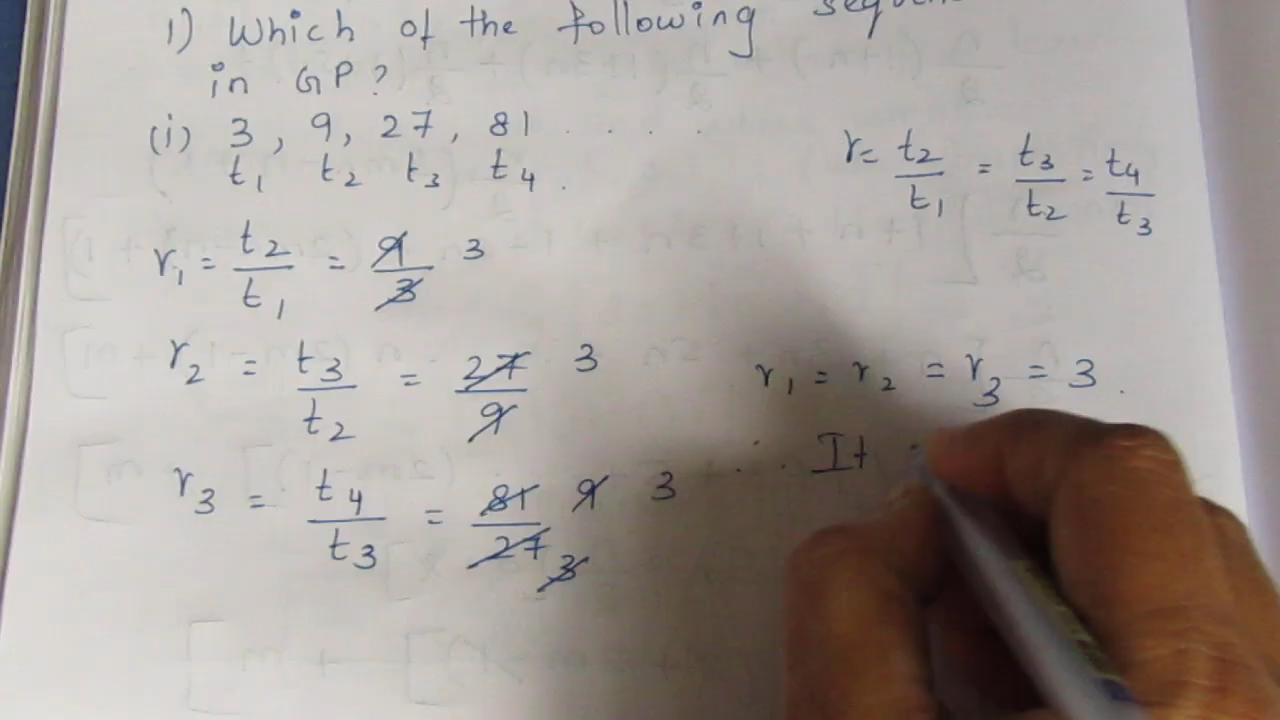 1) Which of the following
in GP?
(i) 3, 9, 27, 81 . . . .
t1 t2 t3 t4 .
r = t2/t1 = t3/t2 = t4/t3
r1 = t2/t1 = 9/3 3
r2 = t3/t2 = 27/9 3
r1 = r2 = r3 = 3 .
r3 = t4/t3 = 81/27 9 3 3
∴ It